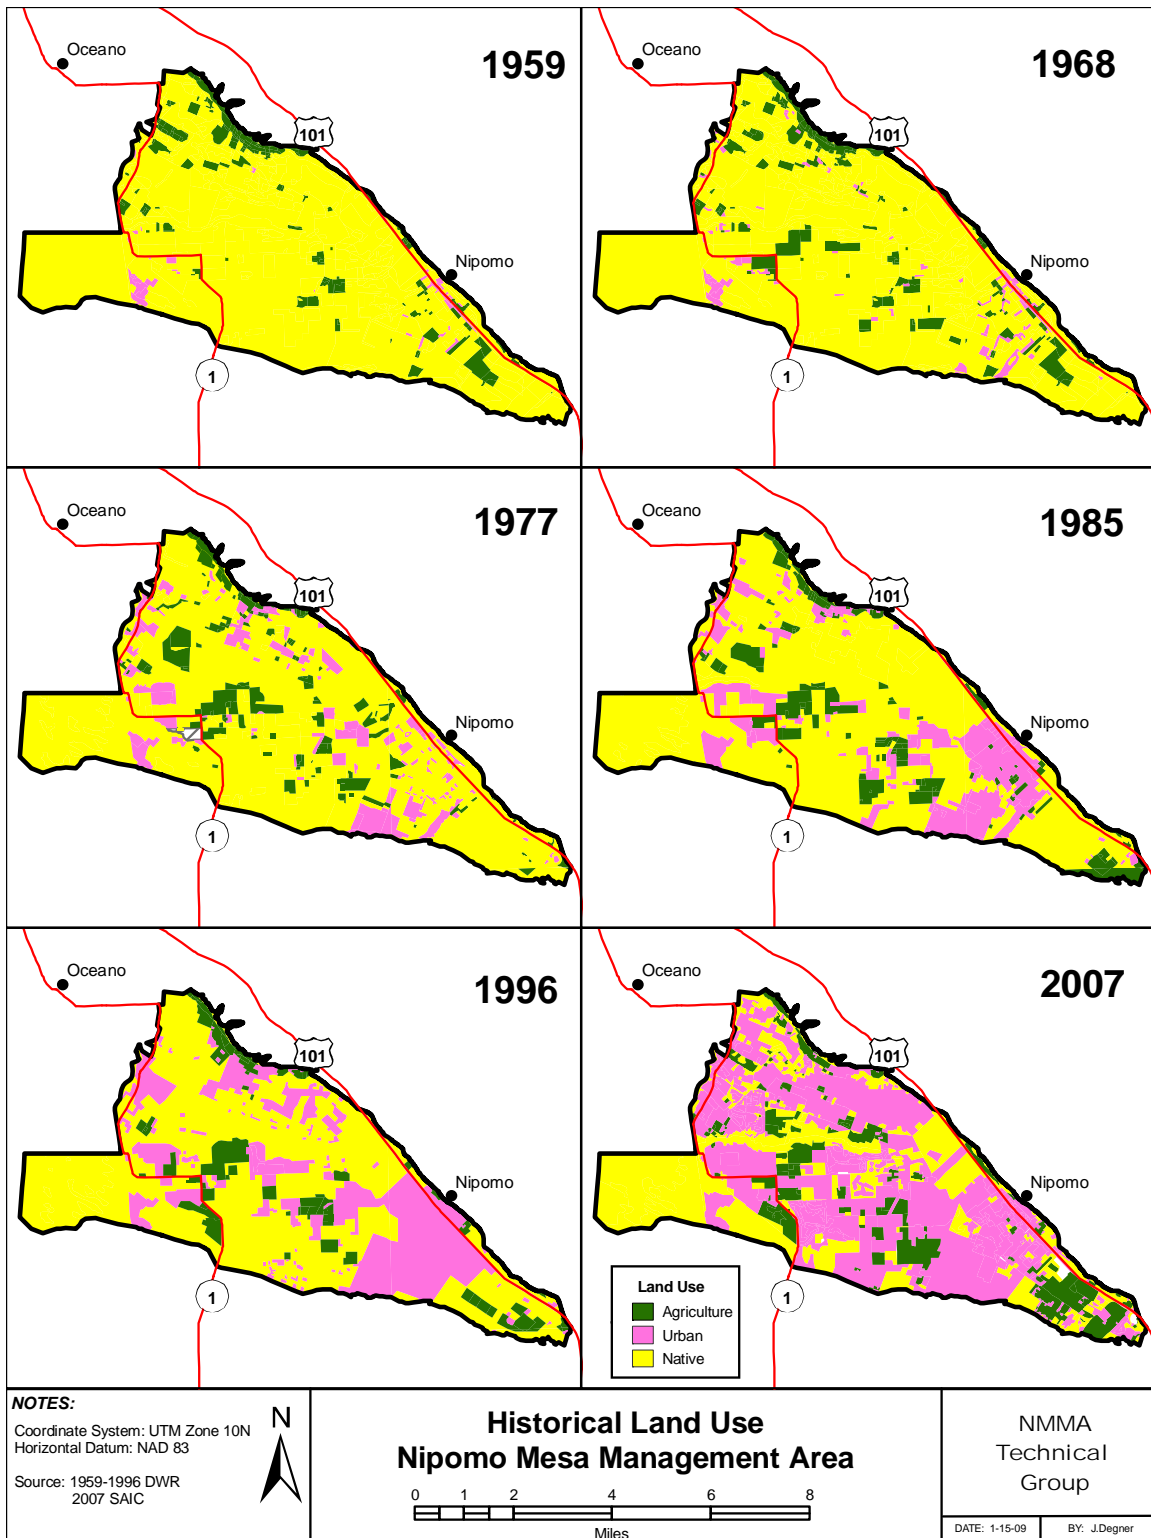 Oceano
1959
101
Nipomo
1
Oceano
1968
101
Nipomo
1
Oceano
1977
101
Nipomo
1
Oceano
1985
101
Nipomo
1
Oceano
1996
101
Nipomo
1
Oceano
2007
101
Nipomo
1
Land Use
Agriculture
Urban
Native
NOTES:
Coordinate System: UTM Zone 10N
Horizontal Datum: NAD 83
Source: 1959-1996 DWR
2007 SAIC
N
Historical Land Use
Nipomo Mesa Management Area
0 1 2 4 6 8
Miles
NMMA
Technical
Group
DATE: 1-15-09
BY: J.Degner